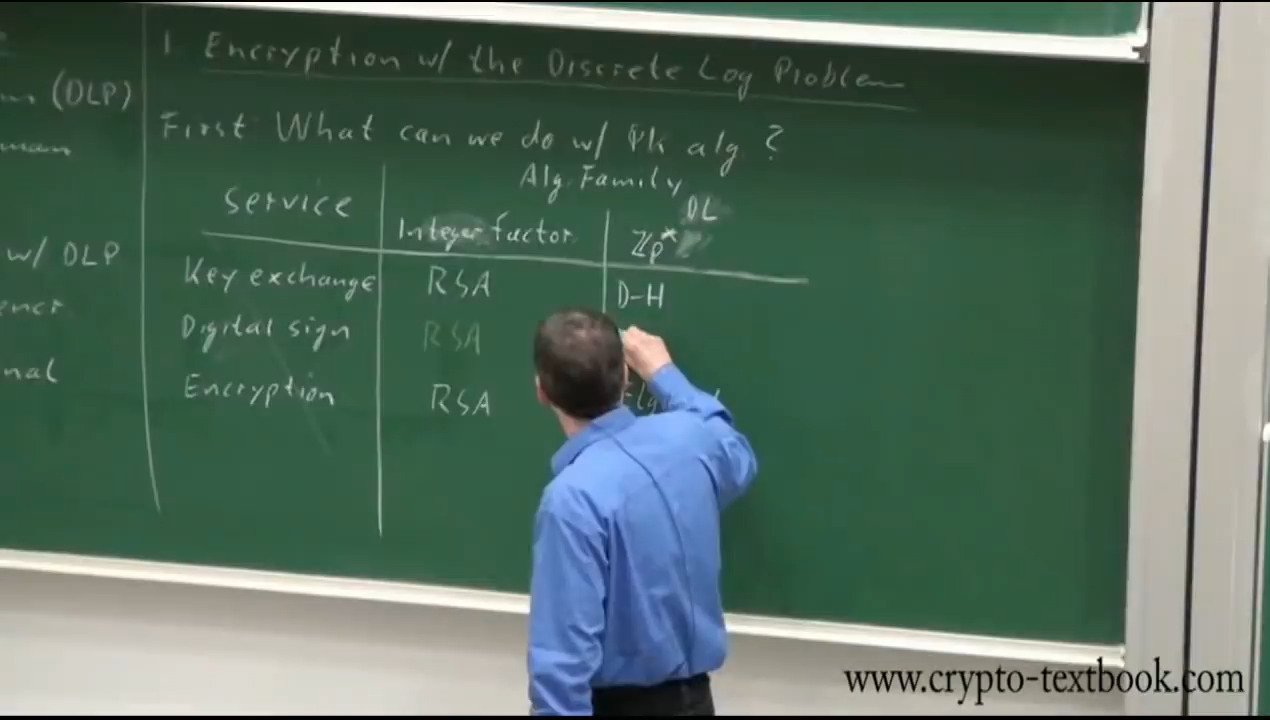 (DLP)
w/ DLP
1. Encryption w/ the Discrete Log Problem
First: What can we do w/ Pk alg. ?
Alg. Family
Service
Integer factor.
DL
Zp*
Key exchange RSA D-H
Digital sign RSA
Encryption RSA
www.crypto-textbook.com